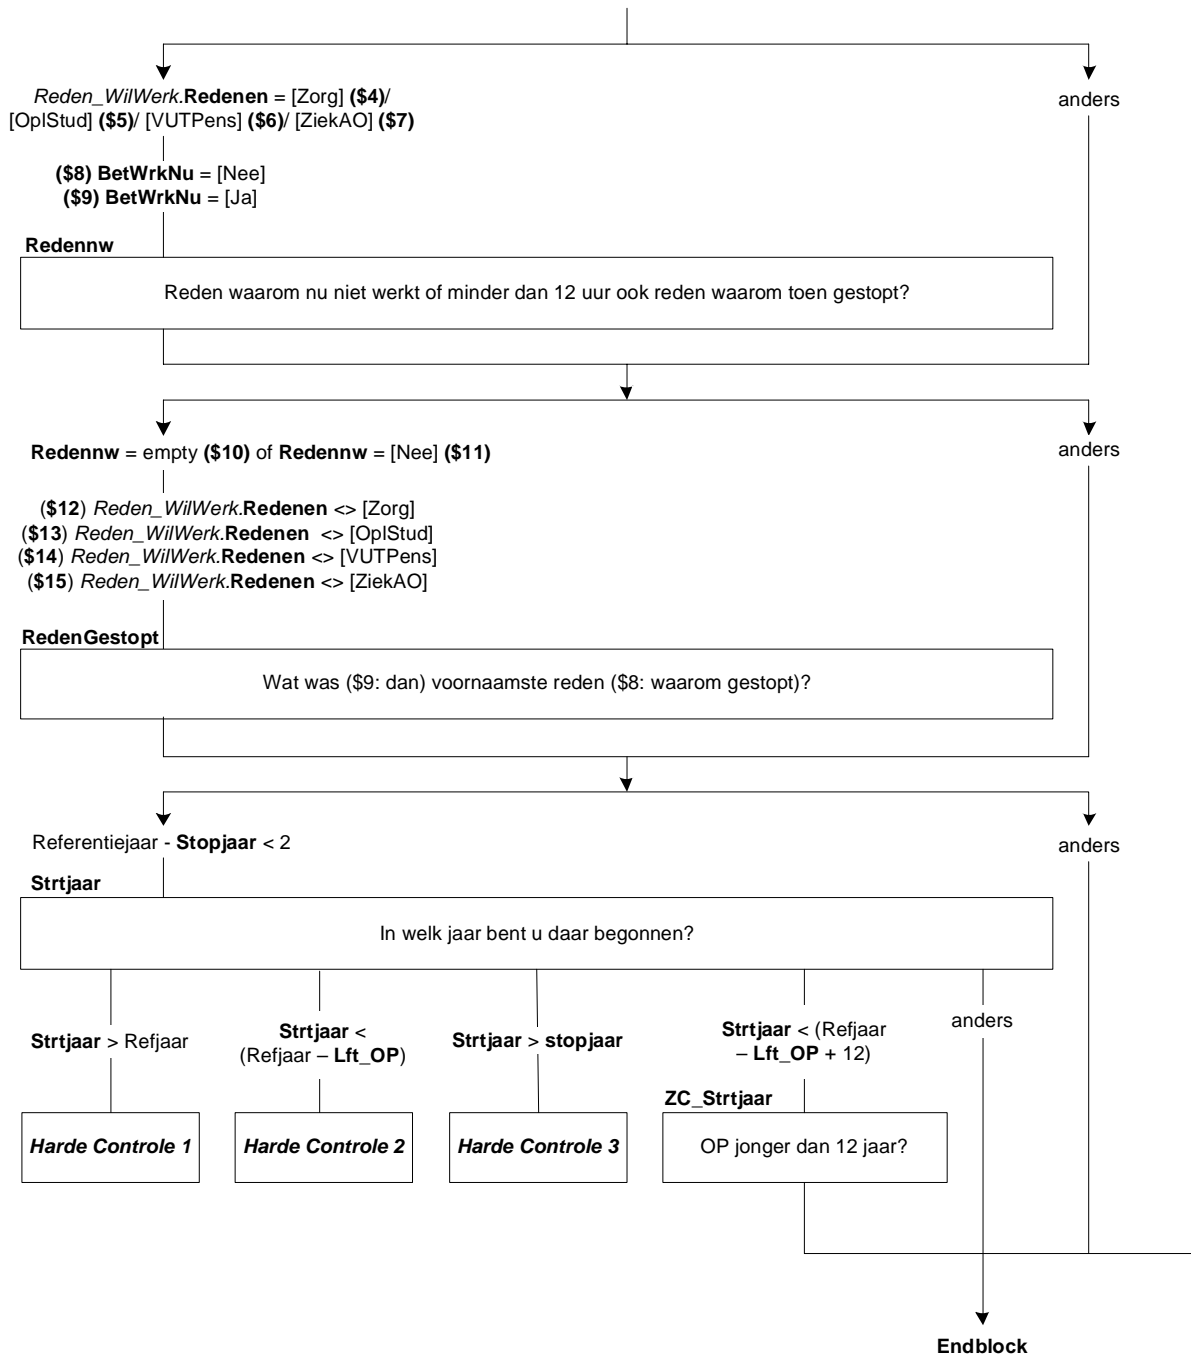 Reden_WilWerk.Redenen = [Zorg] ($4)/
[OplStud] ($5)/ [VUTPens] ($6)/ [ZiekAO] ($7)
anders
($8) BetWrkNu = [Nee]
($9) BetWrkNu = [Ja]
Redennw
Reden waarom nu niet werkt of minder dan 12 uur ook reden waarom toen gestopt?
Redennw = empty ($10) of Redennw = [Nee] ($11)
anders
($12) Reden_WilWerk.Redenen <> [Zorg]
($13) Reden_WilWerk.Redenen <> [OplStud]
($14) Reden_WilWerk.Redenen <> [VUTPens]
($15) Reden_WilWerk.Redenen <> [ZiekAO]
RedenGestopt
Wat was ($9: dan) voornaamste reden ($8: waarom gestopt)?
Referentiejaar - Stopjaar < 2
anders
Strtjaar
In welk jaar bent u daar begonnen?
Strtjaar > Refjaar
Strtjaar <
(Refjaar – Lft_OP)
Strtjaar > stopjaar
Strtjaar < (Refjaar
– Lft_OP + 12)
anders
ZC_Strtjaar
Harde Controle 1
Harde Controle 2
Harde Controle 3
OP jonger dan 12 jaar?
Endblock